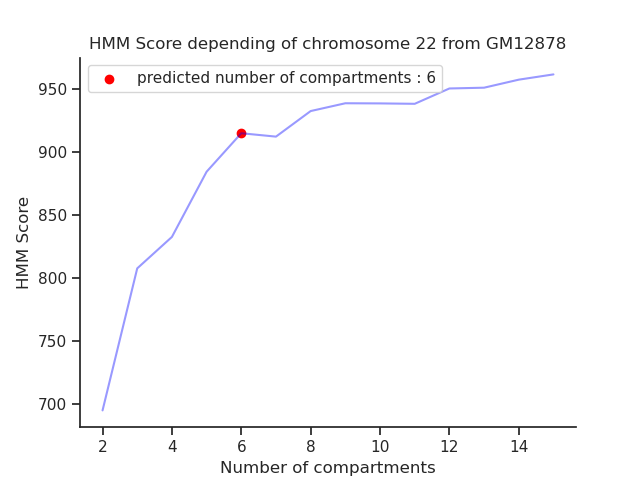 HMM Score depending of chromosome 22 from GM12878
predicted number of compartments : 6
HMM Score
950
900
850
800
750
700
2 4 6 8 10 12 14
Number of compartments